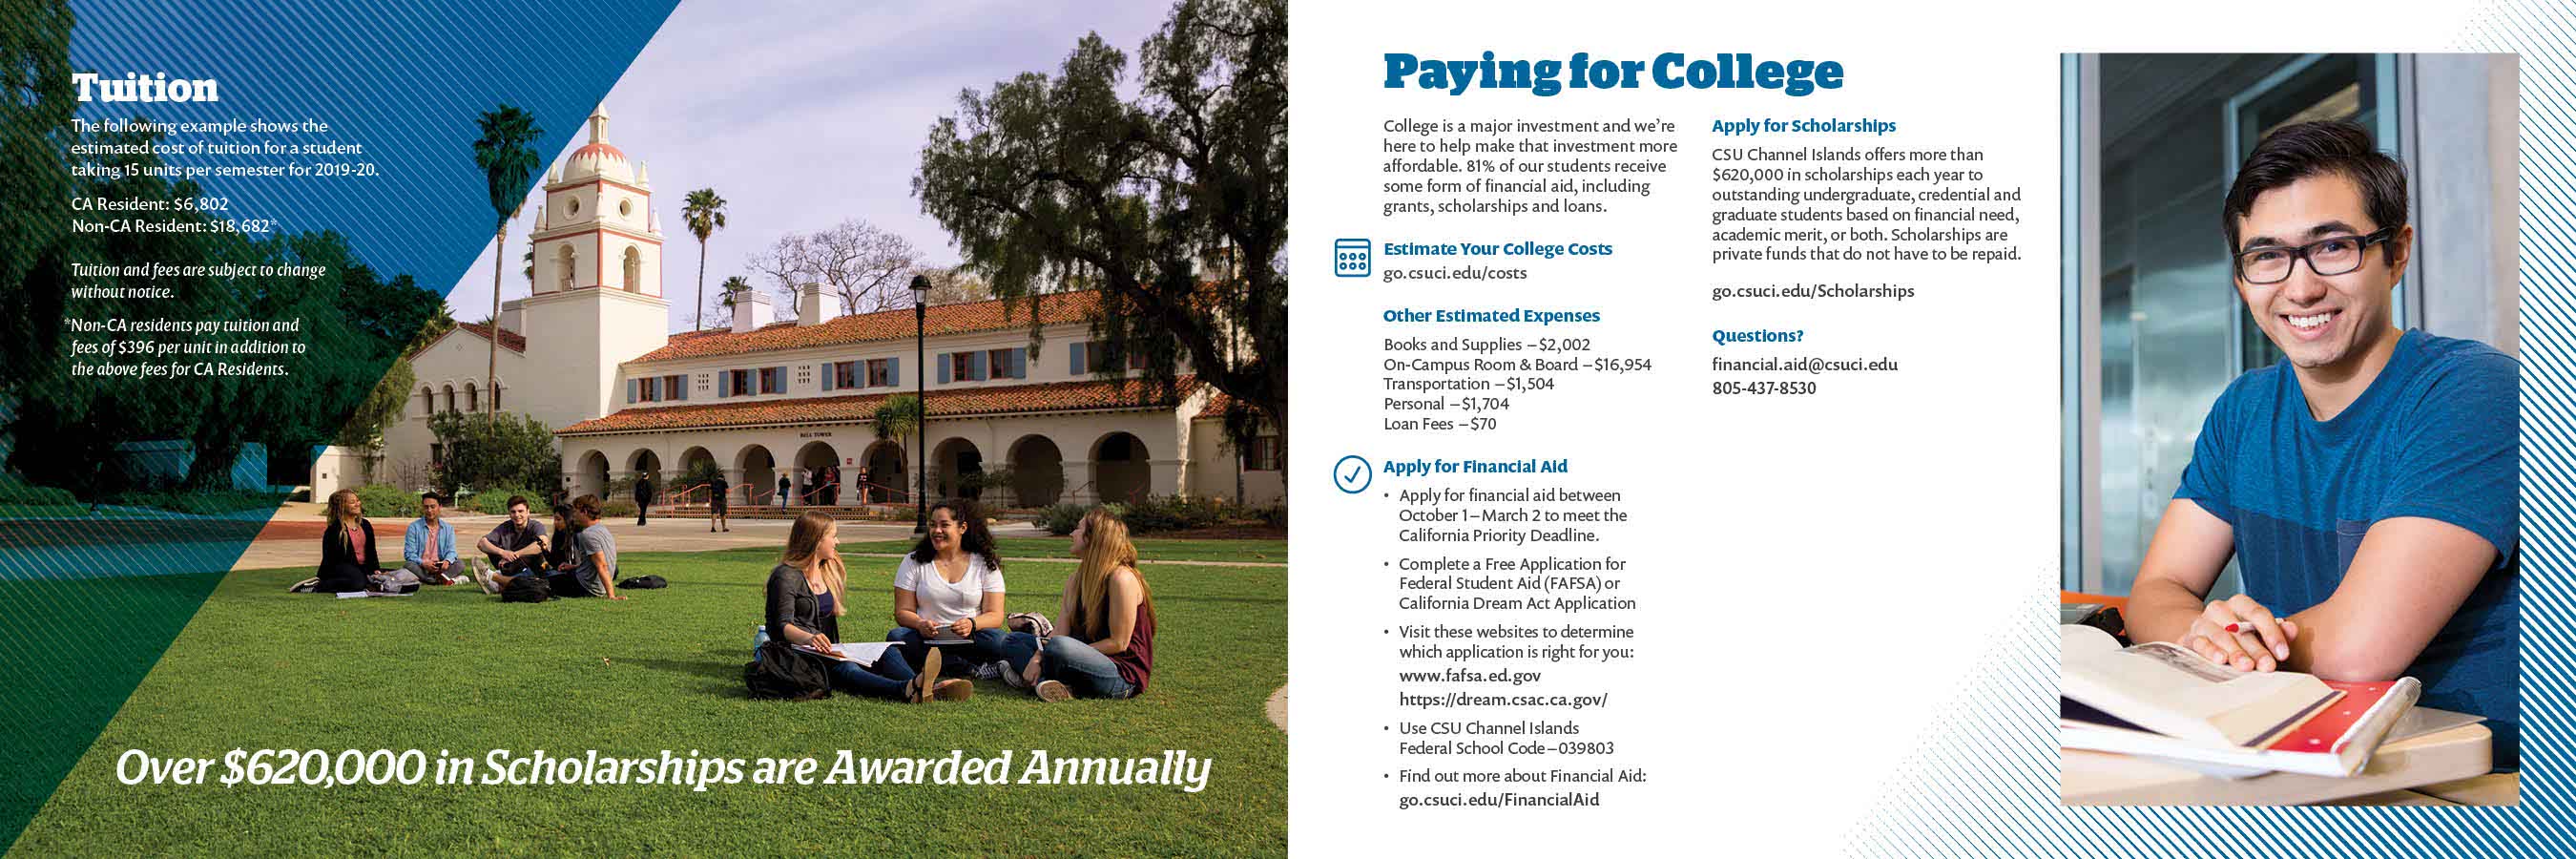 Tuition
The following example shows the
estimated cost of tuition for a student
taking 15 units per semester for 2019-20.
CA Resident: $6,802
Non-CA Resident: $18,682*
Tuition and fees are subject to change
without notice.
*Non-CA residents pay tuition and
fees of $396 per unit in addition to
the above fees for CA Residents.
BELL TOWER
Over $620,000 in Scholarships are Awarded Annually
Paying for College
College is a major investment and we're
here to help make that investment more
affordable. 81% of our students receive
some form of financial aid, including
grants, scholarships and loans.
Estimate Your College Costs
go.csuci.edu/costs
Other Estimated Expenses
Books and Supplies – $2,002
On-Campus Room & Board – $16,954
Transportation – $1,504
Personal – $1,704
Loan Fees – $70
Apply for Financial Aid
• Apply for financial aid between
October 1 – March 2 to meet the
California Priority Deadline.
• Complete a Free Application for
Federal Student Aid (FAFSA) or
California Dream Act Application
• Visit these websites to determine
which application is right for you:
www.fafsa.ed.gov
https://dream.csac.ca.gov/
• Use CSU Channel Islands
Federal School Code – 039803
• Find out more about Financial Aid:
go.csuci.edu/FinancialAid
Apply for Scholarships
CSU Channel Islands offers more than
$620,000 in scholarships each year to
outstanding undergraduate, credential and
graduate students based on financial need,
academic merit, or both. Scholarships are
private funds that do not have to be repaid.
go.csuci.edu/Scholarships
Questions?
financial.aid@csuci.edu
805-437-8530